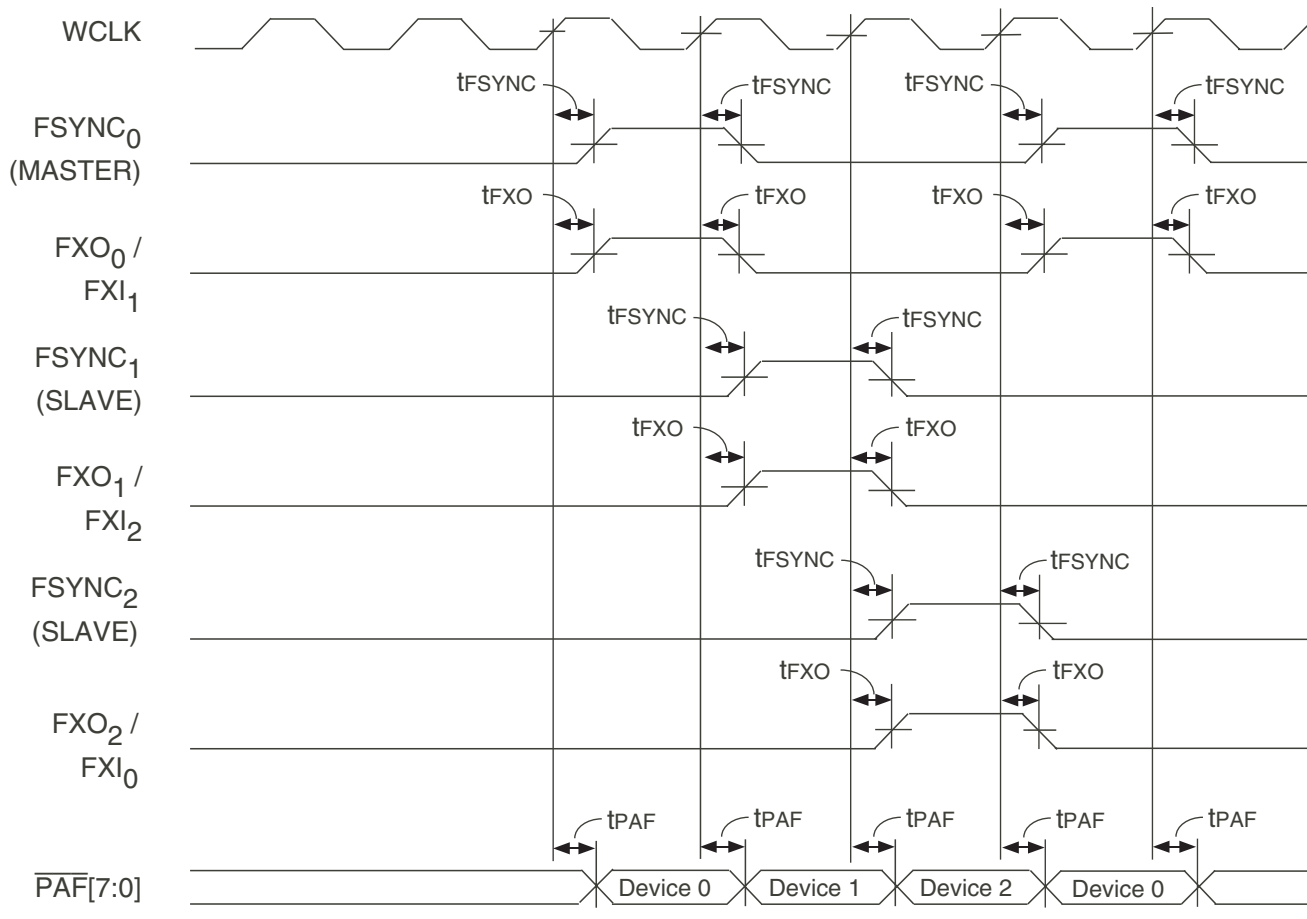 WCLK
tFSYNC tFSYNC tFSYNC tFSYNC
FSYNC0
(MASTER)
tFXO tFXO tFXO tFXO
FXO0 /
FXI1
tFSYNC tFSYNC
FSYNC1
(SLAVE)
tFXO tFXO
FXO1 /
FXI2
tFSYNC tFSYNC
FSYNC2
(SLAVE)
tFXO tFXO
FXO2 /
FXI0
tPAF tPAF tPAF tPAF tPAF
PAF[7:0] Device 0 Device 1 Device 2 Device 0